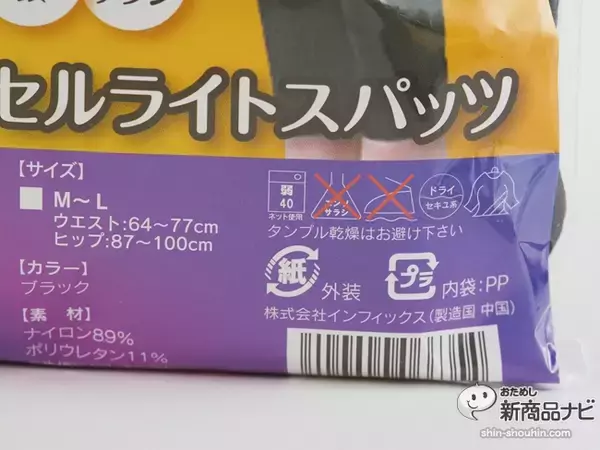 セルライトスパッツ
【サイズ】
M～L
ウエスト:64～77cm
ヒップ:87～100cm
【カラー】
ブラック
【素 材】
ナイロン89%
ポリウレタン11%
弱
40
ネット使用
エンソ
サラシ
ドライ
セキユ系
タンブル乾燥はお避け下さい
紙
外装
プラ
内袋:PP
株式会社インフィックス(製造国 中国)
おためし
新商品ナビ
shin-shouhin.com